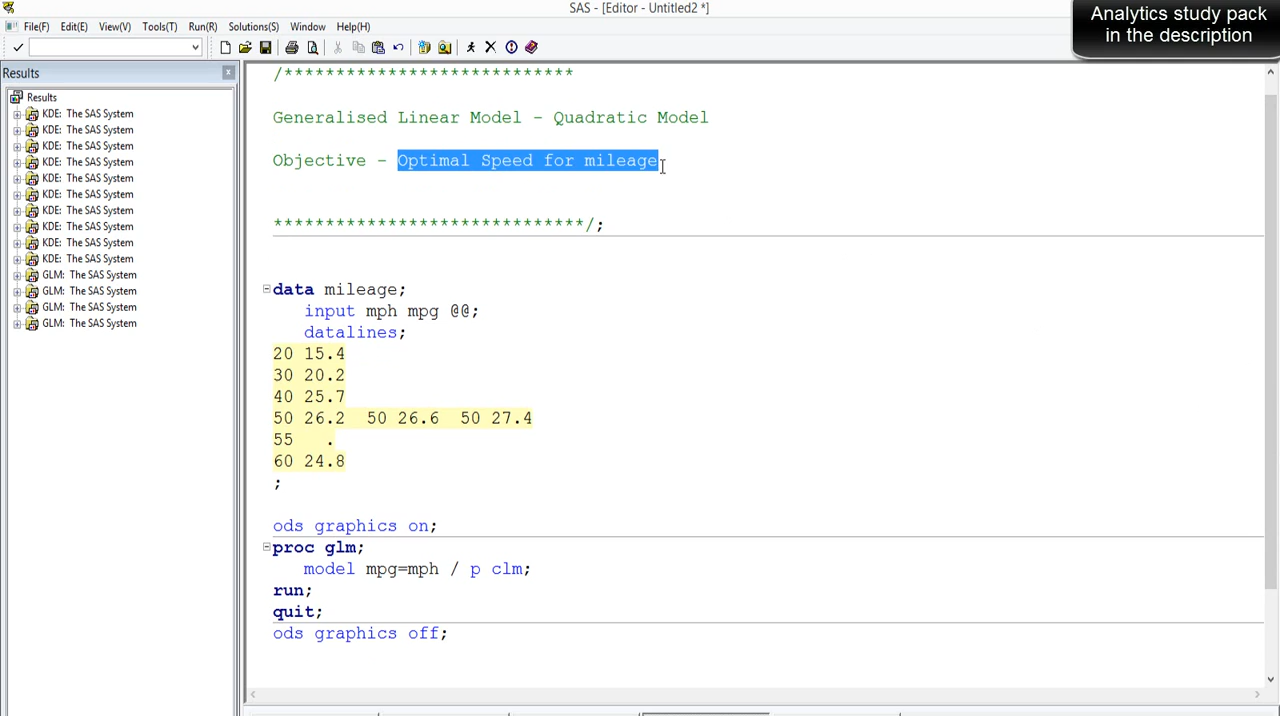 SAS - [Editor - Untitled2 *]
Analytics study pack
in the description
File(F) Edit(E) View(V) Tools(T) Run(R) Solutions(S) Window Help(H)
Results
Results
KDE: The SAS System
KDE: The SAS System
KDE: The SAS System
KDE: The SAS System
KDE: The SAS System
KDE: The SAS System
KDE: The SAS System
KDE: The SAS System
KDE: The SAS System
KDE: The SAS System
GLM: The SAS System
GLM: The SAS System
GLM: The SAS System
GLM: The SAS System
/****************************
Generalised Linear Model - Quadratic Model
Objective - Optimal Speed for mileage
******************************/;
data mileage;
input mph mpg @@;
datalines;
20 15.4
30 20.2
40 25.7
50 26.2 50 26.6 50 27.4
55 .
60 24.8
;
ods graphics on;
proc glm;
model mpg=mph / p clm;
run;
quit;
ods graphics off;